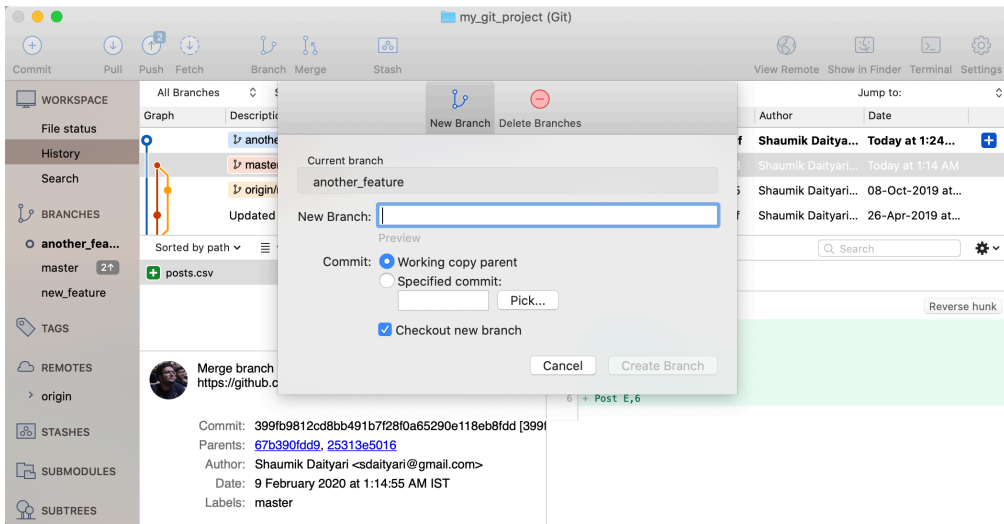 my_git_project (Git)
2
Commit Pull Push Fetch Branch Merge Stash View Remote Show in Finder Terminal Settings
WORKSPACE
File status
History
Search
BRANCHES
another_fea...
master 2↑
new_feature
TAGS
REMOTES
origin
STASHES
SUBMODULES
SUBTREES
All Branches Jump to:
Graph Descriptic Author Date
anothe f Shaumik Daitya... Today at 1:24...
master Shaumik Daityari... Today at 1:14 AM
origin/ Shaumik Daityari... 08-Oct-2019 at...
Updated f Shaumik Daityari... 26-Apr-2019 at...
Sorted by path Search
posts.csv
Reverse hunk
New Branch Delete Branches
Current branch
another_feature
New Branch:
Preview
Commit: Working copy parent
Specified commit:
Pick...
Checkout new branch
Cancel Create Branch
6 + Post E,6
Merge branch
https://github.c
Commit: 399fb9812cd8bb491b7f28f0a65290e118eb8fdd [399f
Parents: 67b390fdd9, 25313e5016
Author: Shaumik Daityari <sdaityari@gmail.com>
Date: 9 February 2020 at 1:14:55 AM IST
Labels: master